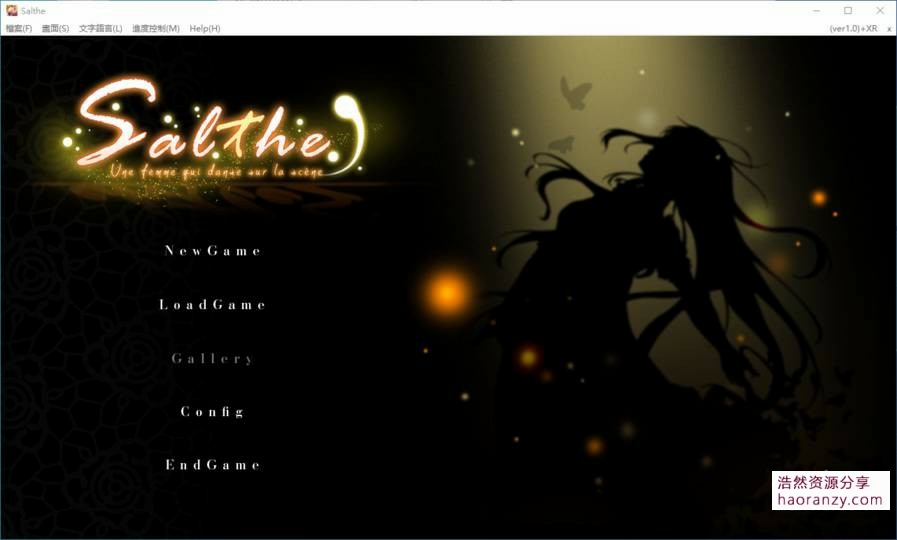 Salthe
檔案(F) 畫面(S) 文字語言(L) 進度控制(M) Help(H) (ver1.0)+XR x
Salthe
Une femme qui danse sur la scène
NewGame
LoadGame
Gallery
Config
EndGame
浩然资源分享
haoranzy.com